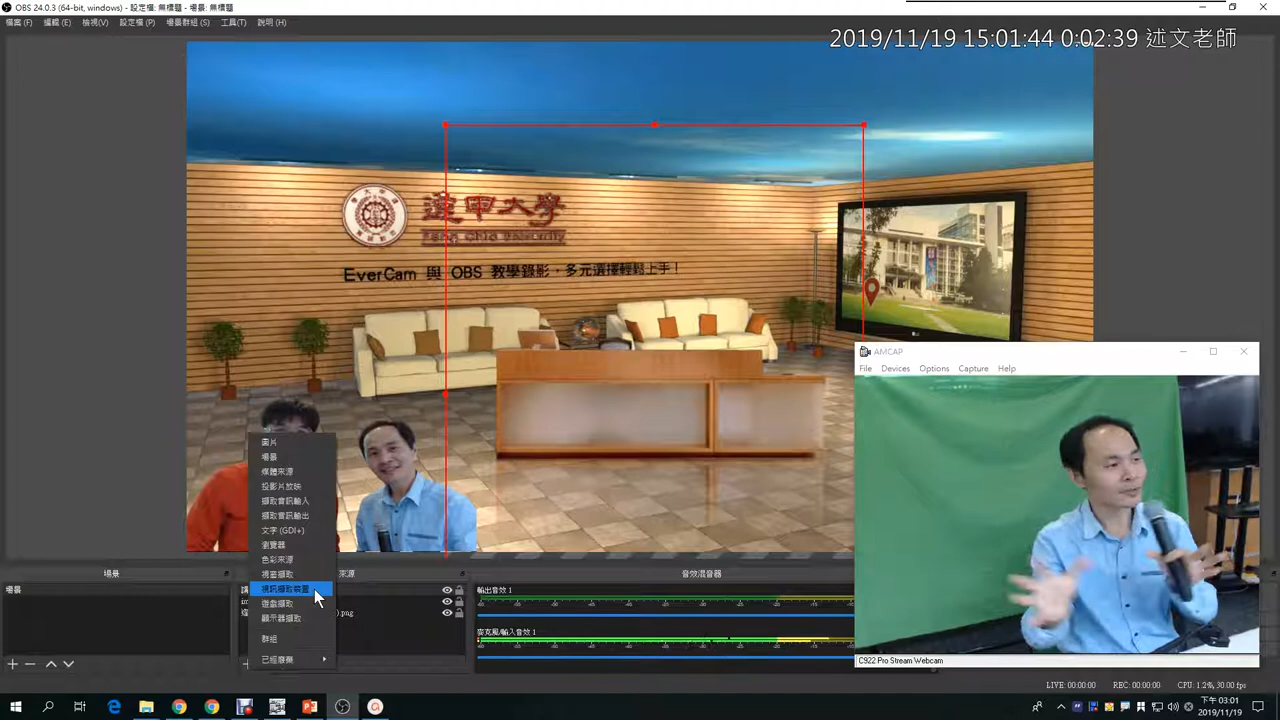 OBS 24.0.3 (64-bit, windows) - 設定檔: 無標題 - 場景: 無標題
檔案 (F) 編輯 (E) 檢視(V) 設定檔 (P) 場景群組 (S) 工具(T) 說明 (H)
2019/11/19 15:01:44 0:02:39 述文老師
逢甲大學
Feng Chia University
EverCam 與 OBS 教學錄影，多元選擇輕鬆上手！
LG
AMCAP
File Devices Options Capture Help
圖片
場景
媒體來源
投影片放映
擷取音訊輸入
擷取音訊輸出
文字 (GDI+)
瀏覽器
色彩來源
視窗擷取
視訊擷取裝置
遊戲擷取
顯示器擷取
群組
已經廢棄
場景
來源
音效混音器
場景
).png
輸出音效 1
麥克風/輸入音效 1
C922 Pro Stream Webcam
LIVE: 00:00:00 REC: 00:00:00 CPU: 1.2%, 30.00 fps
下午 03:01
2019/11/19